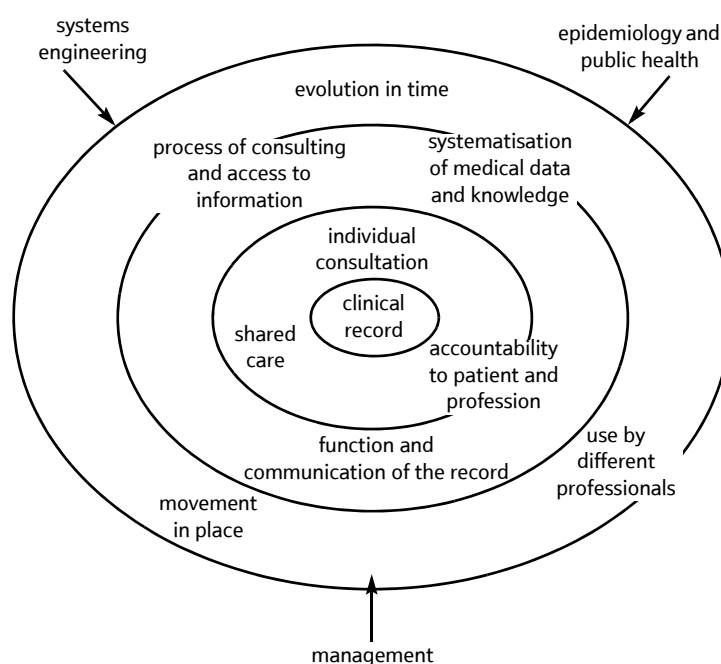 systems
engineering
epidemiology and
public health
evolution in time
process of consulting
and access to
information
systematisation
of medical data
and knowledge
individual
consultation
clinical
record
shared
care
accountability
to patient and
profession
function and
communication of the record
use by
different
professionals
movement
in place
management